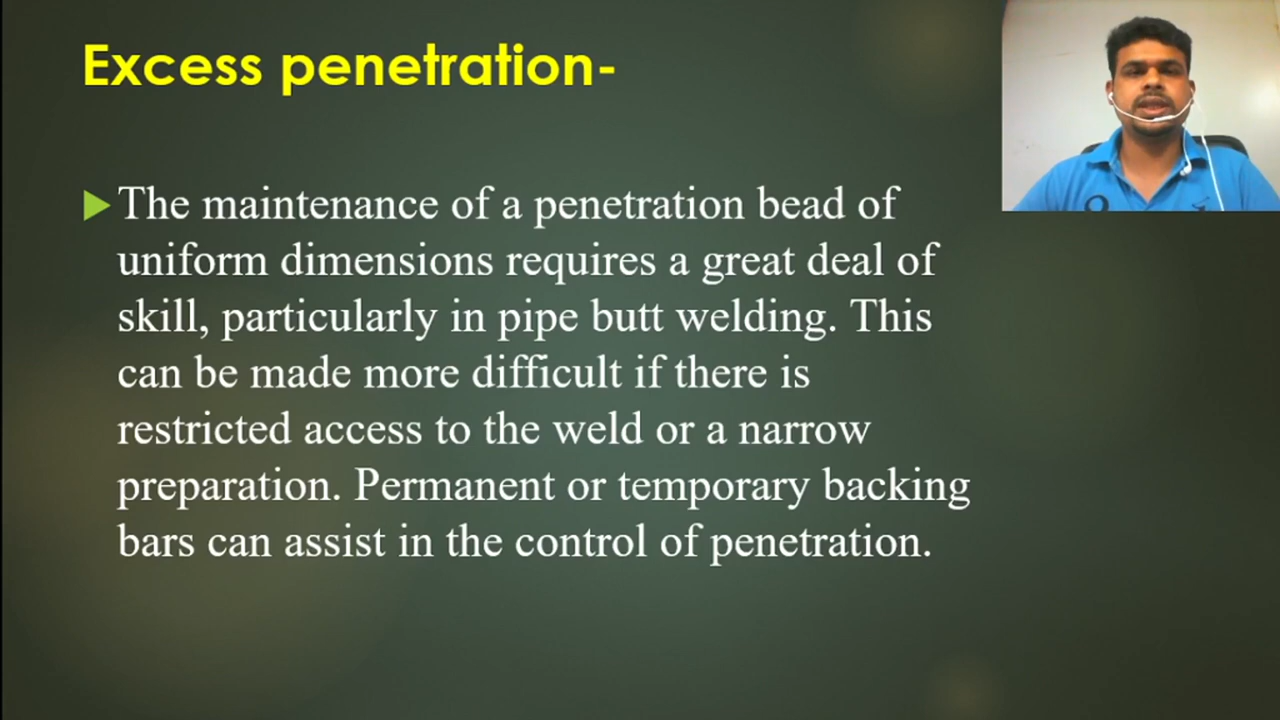 Excess penetration-
The maintenance of a penetration bead of
uniform dimensions requires a great deal of
skill, particularly in pipe butt welding. This
can be made more difficult if there is
restricted access to the weld or a narrow
preparation. Permanent or temporary backing
bars can assist in the control of penetration.